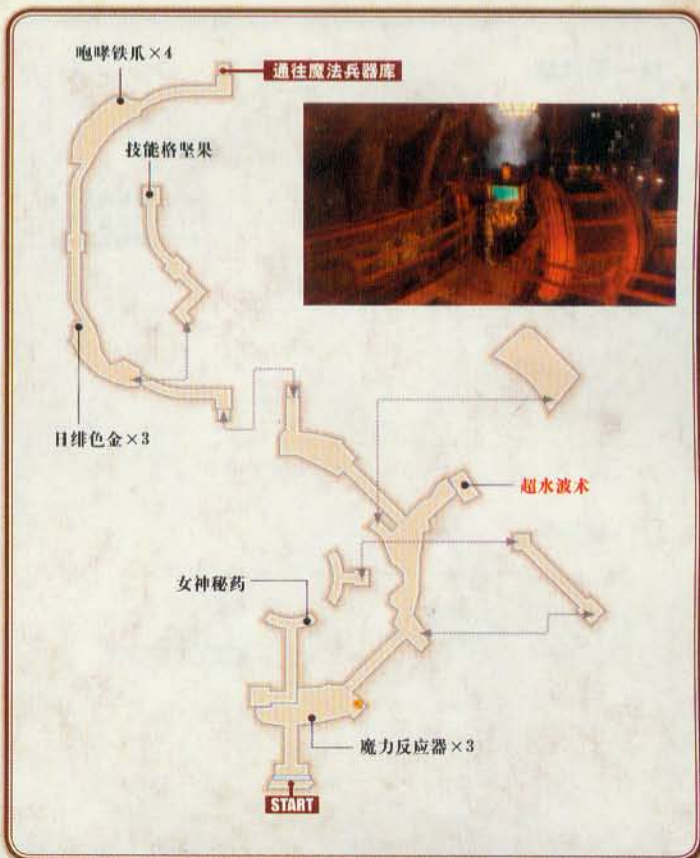 咆哮铁爪×4
通往魔法兵器库
技能格坚果
日绯色金×3
超水波术
女神秘药
魔力反应器×3
START